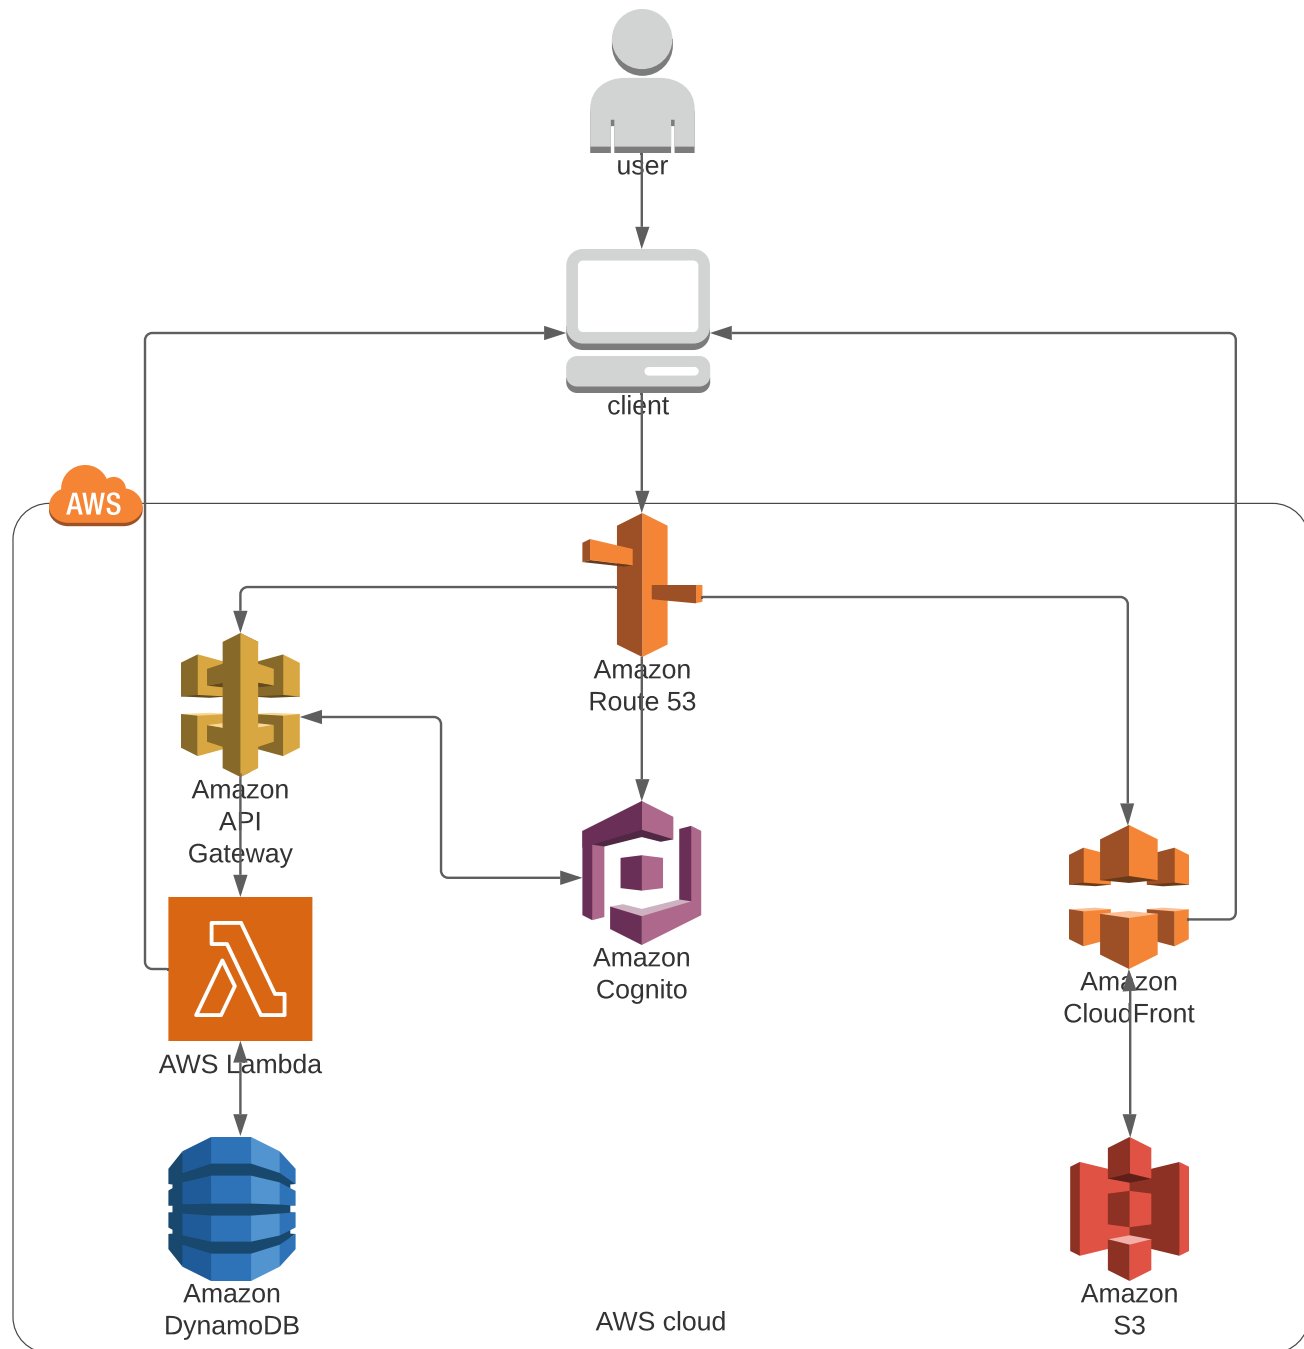 user
client
AWS
Amazon
Route 53
Amazon
API
Gateway
Amazon
Cognito
Amazon
CloudFront
AWS Lambda
Amazon
DynamoDB
AWS cloud
Amazon
S3